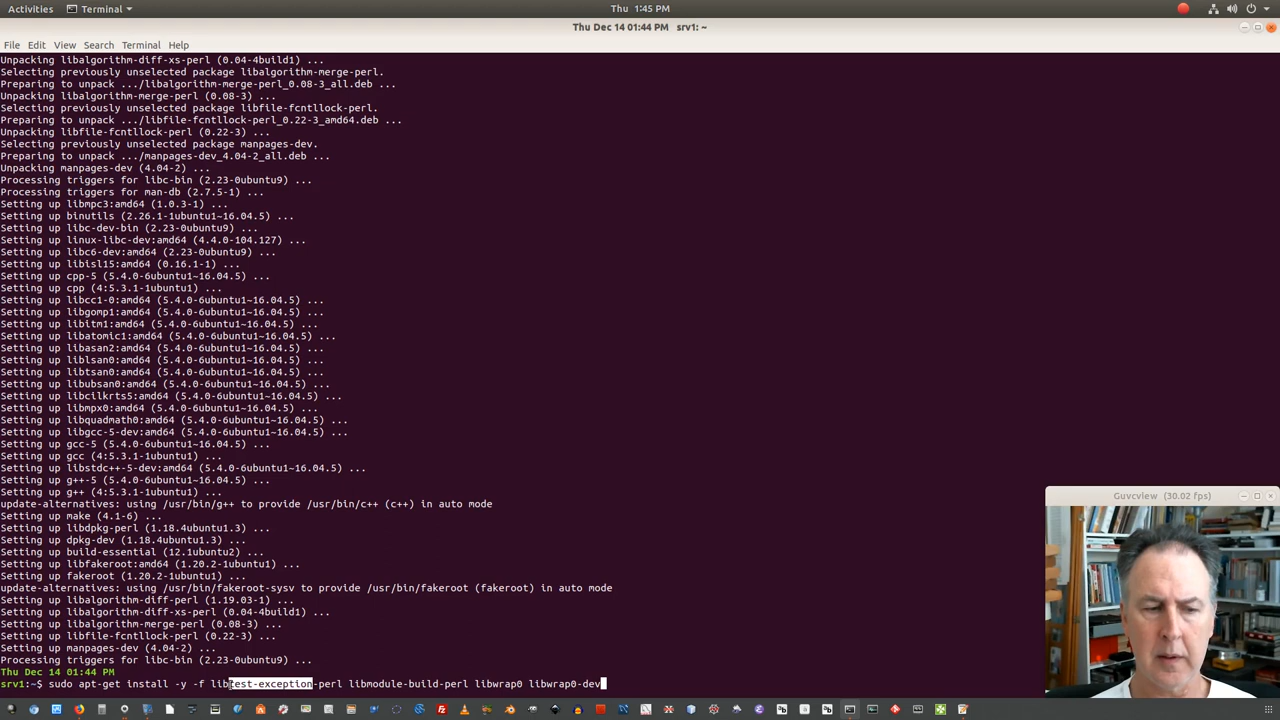 Activities Terminal Thu 1:45 PM
Thu Dec 14 01:44 PM srv1: ~
File Edit View Search Terminal Help
Unpacking libalgorithm-diff-xs-perl (0.04-4build1) ...
Selecting previously unselected package libalgorithm-merge-perl.
Preparing to unpack .../libalgorithm-merge-perl_0.08-3_all.deb ...
Unpacking libalgorithm-merge-perl (0.08-3) ...
Selecting previously unselected package libfile-fcntllock-perl.
Preparing to unpack .../libfile-fcntllock-perl_0.22-3_amd64.deb ...
Unpacking libfile-fcntllock-perl (0.22-3) ...
Selecting previously unselected package manpages-dev.
Preparing to unpack .../manpages-dev_4.04-2_all.deb ...
Unpacking manpages-dev (4.04-2) ...
Processing triggers for libc-bin (2.23-0ubuntu9) ...
Processing triggers for man-db (2.7.5-1) ...
Setting up libmpc3:amd64 (1.0.3-1) ...
Setting up binutils (2.26.1-1ubuntu1~16.04.5) ...
Setting up libc-dev-bin (2.23-0ubuntu9) ...
Setting up linux-libc-dev:amd64 (4.4.0-104.127) ...
Setting up libc6-dev:amd64 (2.23-0ubuntu9) ...
Setting up libisl15:amd64 (0.16.1-1) ...
Setting up cpp-5 (5.4.0-6ubuntu1~16.04.5) ...
Setting up cpp (4:5.3.1-1ubuntu1) ...
Setting up libcc1-0:amd64 (5.4.0-6ubuntu1~16.04.5) ...
Setting up libgomp1:amd64 (5.4.0-6ubuntu1~16.04.5) ...
Setting up libitm1:amd64 (5.4.0-6ubuntu1~16.04.5) ...
Setting up libatomic1:amd64 (5.4.0-6ubuntu1~16.04.5) ...
Setting up libasan2:amd64 (5.4.0-6ubuntu1~16.04.5) ...
Setting up liblsan0:amd64 (5.4.0-6ubuntu1~16.04.5) ...
Setting up libtsan0:amd64 (5.4.0-6ubuntu1~16.04.5) ...
Setting up libubsan0:amd64 (5.4.0-6ubuntu1~16.04.5) ...
Setting up libcilkrts5:amd64 (5.4.0-6ubuntu1~16.04.5) ...
Setting up libmpx0:amd64 (5.4.0-6ubuntu1~16.04.5) ...
Setting up libquadmath0:amd64 (5.4.0-6ubuntu1~16.04.5) ...
Setting up libgcc-5-dev:amd64 (5.4.0-6ubuntu1~16.04.5) ...
Setting up gcc-5 (5.4.0-6ubuntu1~16.04.5) ...
Setting up gcc (4:5.3.1-1ubuntu1) ...
Setting up libstdc++-5-dev:amd64 (5.4.0-6ubuntu1~16.04.5) ...
Setting up g++-5 (5.4.0-6ubuntu1~16.04.5) ...
Setting up g++ (4:5.3.1-1ubuntu1) ...
update-alternatives: using /usr/bin/g++ to provide /usr/bin/c++ (c++) in auto mode
Setting up make (4.1-6) ...
Setting up libdpkg-perl (1.18.4ubuntu1.3) ...
Setting up dpkg-dev (1.18.4ubuntu1.3) ...
Setting up build-essential (12.1ubuntu2) ...
Setting up libfakeroot:amd64 (1.20.2-1ubuntu1) ...
Setting up fakeroot (1.20.2-1ubuntu1) ...
update-alternatives: using /usr/bin/fakeroot-sysv to provide /usr/bin/fakeroot (fakeroot) in auto mode
Setting up libalgorithm-diff-perl (1.19.03-1) ...
Setting up libalgorithm-diff-xs-perl (0.04-4build1) ...
Setting up libalgorithm-merge-perl (0.08-3) ...
Setting up libfile-fcntllock-perl (0.22-3) ...
Setting up manpages-dev (4.04-2) ...
Processing triggers for libc-bin (2.23-0ubuntu9) ...
Thu Dec 14 01:44 PM
srv1:~$ sudo apt-get install -y -f libtest-exception-perl libmodule-build-perl libwrap0 libwrap0-dev
Guvcview (30.02 fps)